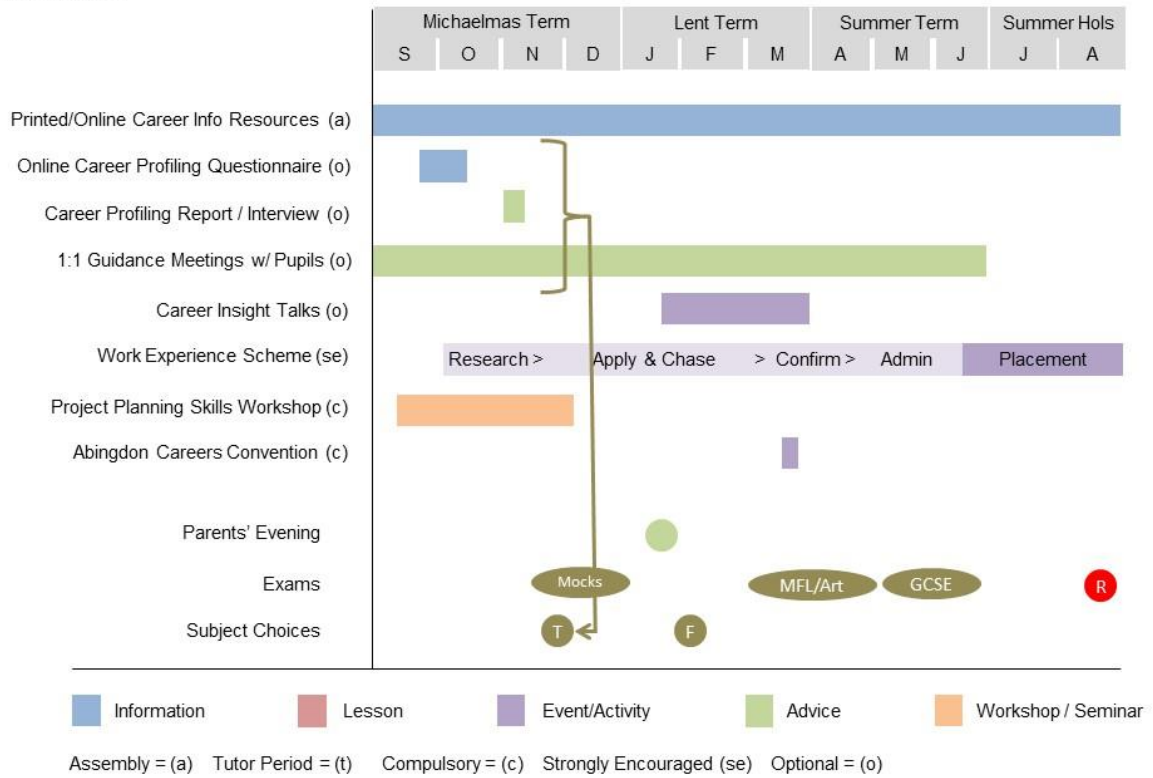 Michaelmas Term Lent Term Summer Term Summer Hols
S O N D J F M A M J J A
Printed/Online Career Info Resources (a)
Online Career Profiling Questionnaire (o)
Career Profiling Report / Interview (o)
1:1 Guidance Meetings w/ Pupils (o)
Career Insight Talks (o)
Work Experience Scheme (se) Research > Apply & Chase > Confirm > Admin Placement
Project Planning Skills Workshop (c)
Abingdon Careers Convention (c)
Parents' Evening
Exams Mocks MFL/Art GCSE R
Subject Choices T F
Information Lesson Event/Activity Advice Workshop / Seminar
Assembly = (a) Tutor Period = (t) Compulsory = (c) Strongly Encouraged (se) Optional = (o)